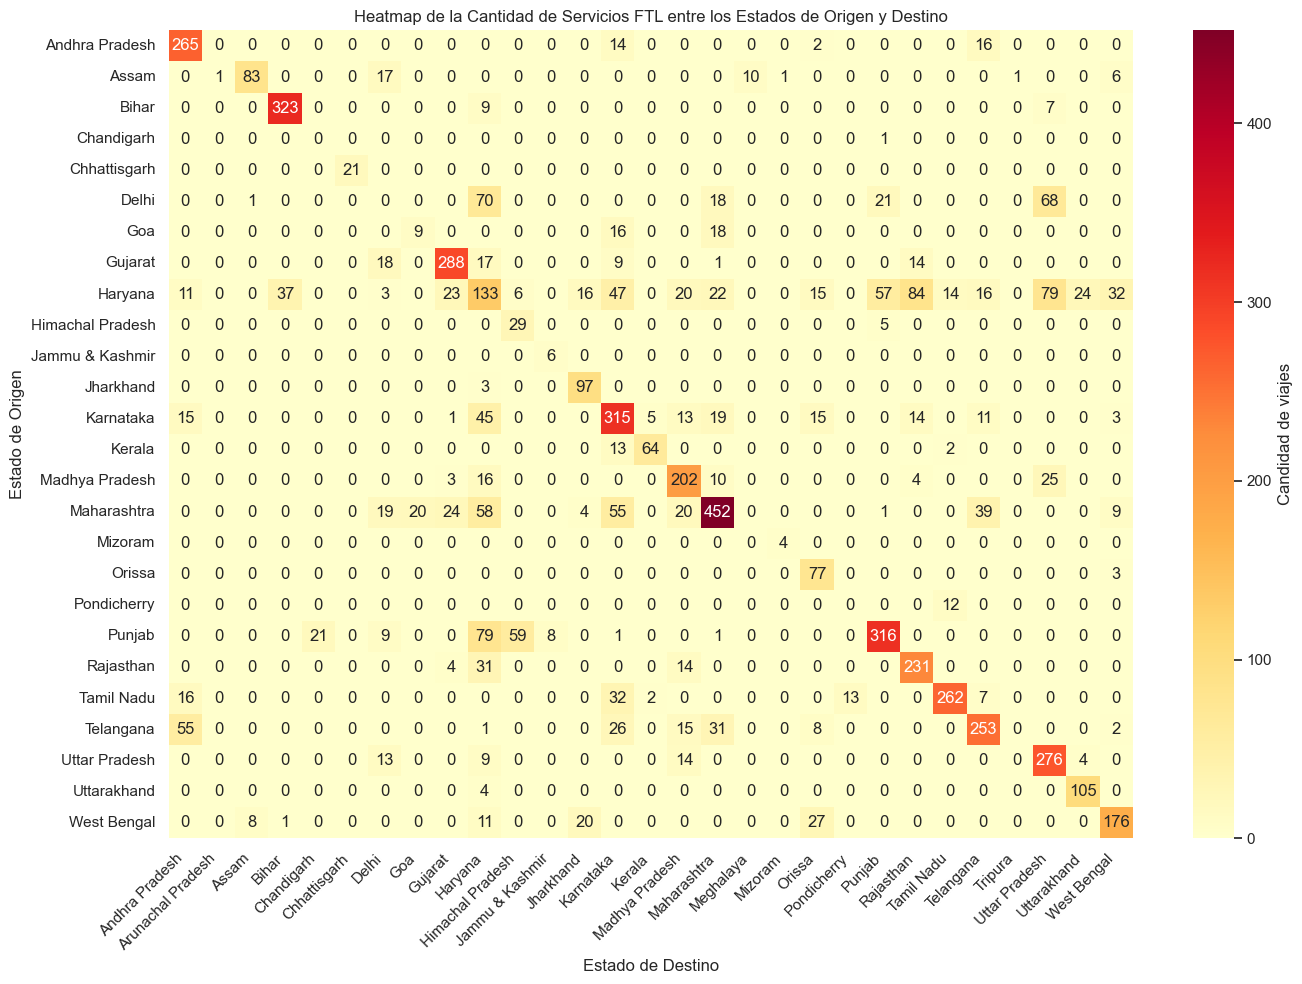 Heatmap de la Cantidad de Servicios FTL entre los Estados de Origen y Destino
Andhra Pradesh 265 0 0 0 0 0 0 0 0 0 0 0 0 14 0 0 0 0 0 2 0 0 0 0 16 0 0 0 0
Assam 0 1 83 0 0 0 17 0 0 0 0 0 0 0 0 0 0 10 1 0 0 0 0 0 0 1 0 0 6
Bihar 0 0 0 323 0 0 0 0 0 9 0 0 0 0 0 0 0 0 0 0 0 0 0 0 0 0 7 0 0
Chandigarh 0 0 0 0 0 0 0 0 0 0 0 0 0 0 0 0 0 0 0 0 0 1 0 0 0 0 0 0 0
Chhattisgarh 0 0 0 0 0 21 0 0 0 0 0 0 0 0 0 0 0 0 0 0 0 0 0 0 0 0 0 0 0
Delhi 0 0 1 0 0 0 0 0 0 70 0 0 0 0 0 0 18 0 0 0 0 21 0 0 0 0 68 0 0
Goa 0 0 0 0 0 0 0 9 0 0 0 0 0 16 0 0 18 0 0 0 0 0 0 0 0 0 0 0 0
Gujarat 0 0 0 0 0 0 18 0 288 17 0 0 0 9 0 0 1 0 0 0 0 0 14 0 0 0 0 0 0
Haryana 11 0 0 37 0 0 3 0 23 133 6 0 16 47 0 20 22 0 0 15 0 57 84 14 16 0 79 24 32
Himachal Pradesh 0 0 0 0 0 0 0 0 0 0 29 0 0 0 0 0 0 0 0 0 0 5 0 0 0 0 0 0 0
Jammu & Kashmir 0 0 0 0 0 0 0 0 0 0 0 6 0 0 0 0 0 0 0 0 0 0 0 0 0 0 0 0 0
Jharkhand 0 0 0 0 0 0 0 0 0 3 0 0 97 0 0 0 0 0 0 0 0 0 0 0 0 0 0 0 0
Karnataka 15 0 0 0 0 0 0 0 1 45 0 0 0 315 5 13 19 0 0 15 0 0 14 0 11 0 0 0 3
Kerala 0 0 0 0 0 0 0 0 0 0 0 0 0 13 64 0 0 0 0 0 0 0 0 2 0 0 0 0 0
Madhya Pradesh 0 0 0 0 0 0 0 0 3 16 0 0 0 0 0 202 10 0 0 0 0 0 4 0 0 0 25 0 0
Maharashtra 0 0 0 0 0 0 19 20 24 58 0 0 4 55 0 20 452 0 0 0 0 1 0 0 39 0 0 0 9
Mizoram 0 0 0 0 0 0 0 0 0 0 0 0 0 0 0 0 0 0 4 0 0 0 0 0 0 0 0 0 0
Orissa 0 0 0 0 0 0 0 0 0 0 0 0 0 0 0 0 0 0 0 77 0 0 0 0 0 0 0 0 3
Pondicherry 0 0 0 0 0 0 0 0 0 0 0 0 0 0 0 0 0 0 0 0 0 0 0 12 0 0 0 0 0
Punjab 0 0 0 0 21 0 9 0 0 79 59 8 0 1 0 0 1 0 0 0 0 316 0 0 0 0 0 0 0
Rajasthan 0 0 0 0 0 0 0 0 4 31 0 0 0 0 0 14 0 0 0 0 0 0 231 0 0 0 0 0 0
Tamil Nadu 16 0 0 0 0 0 0 0 0 0 0 0 0 32 2 0 0 0 0 0 13 0 0 262 7 0 0 0 0
Telangana 55 0 0 0 0 0 0 0 0 1 0 0 0 26 0 15 31 0 0 8 0 0 0 0 253 0 0 0 2
Uttar Pradesh 0 0 0 0 0 0 13 0 0 9 0 0 0 0 0 14 0 0 0 0 0 0 0 0 0 0 276 4 0
Uttarakhand 0 0 0 0 0 0 0 0 0 4 0 0 0 0 0 0 0 0 0 0 0 0 0 0 0 0 0 105 0
West Bengal 0 0 8 1 0 0 0 0 0 11 0 0 20 0 0 0 0 0 0 27 0 0 0 0 0 0 0 0 176
Estado de Origen
Andhra Pradesh
Arunachal Pradesh
Assam
Bihar
Chandigarh
Chhattisgarh
Delhi
Goa
Gujarat
Haryana
Himachal Pradesh
Jammu & Kashmir
Jharkhand
Karnataka
Kerala
Madhya Pradesh
Maharashtra
Meghalaya
Mizoram
Orissa
Pondicherry
Punjab
Rajasthan
Tamil Nadu
Telangana
Tripura
Uttar Pradesh
Uttarakhand
West Bengal
Estado de Destino
400
300
200
100
0
Candidad de viajes